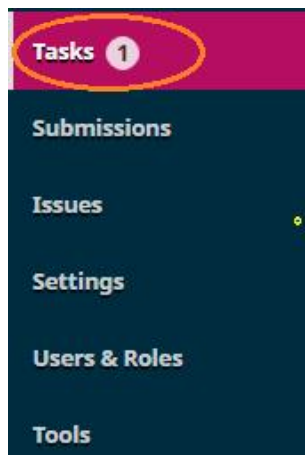 Tasks 1
Submissions
Issues
Settings
Users & Roles
Tools